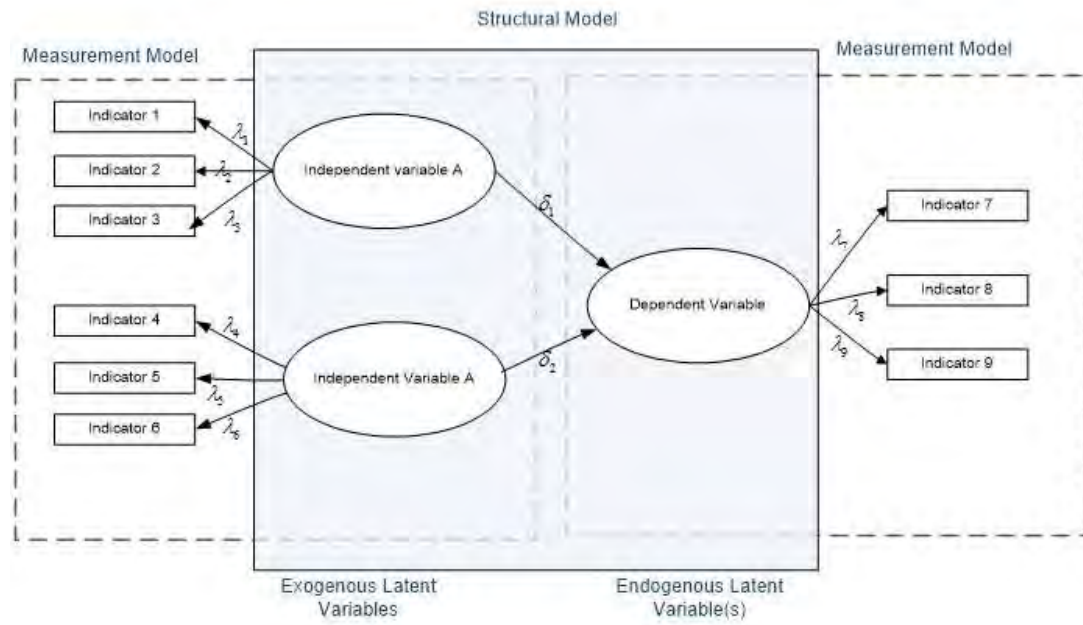 Structural Model
Measurement Model
Measurement Model
Indicator 1
Indicator 2
Indicator 3
λ1
λ2
λ3
Independent variable A
δ1
Indicator 4
Indicator 5
Indicator 6
λ4
λ5
λ6
Independent Variable A
δ2
Dependent Variable
λ7
λ8
λ9
Indicator 7
Indicator 8
Indicator 9
Exogenous Latent
Variables
Endogenous Latent
Variable(s)